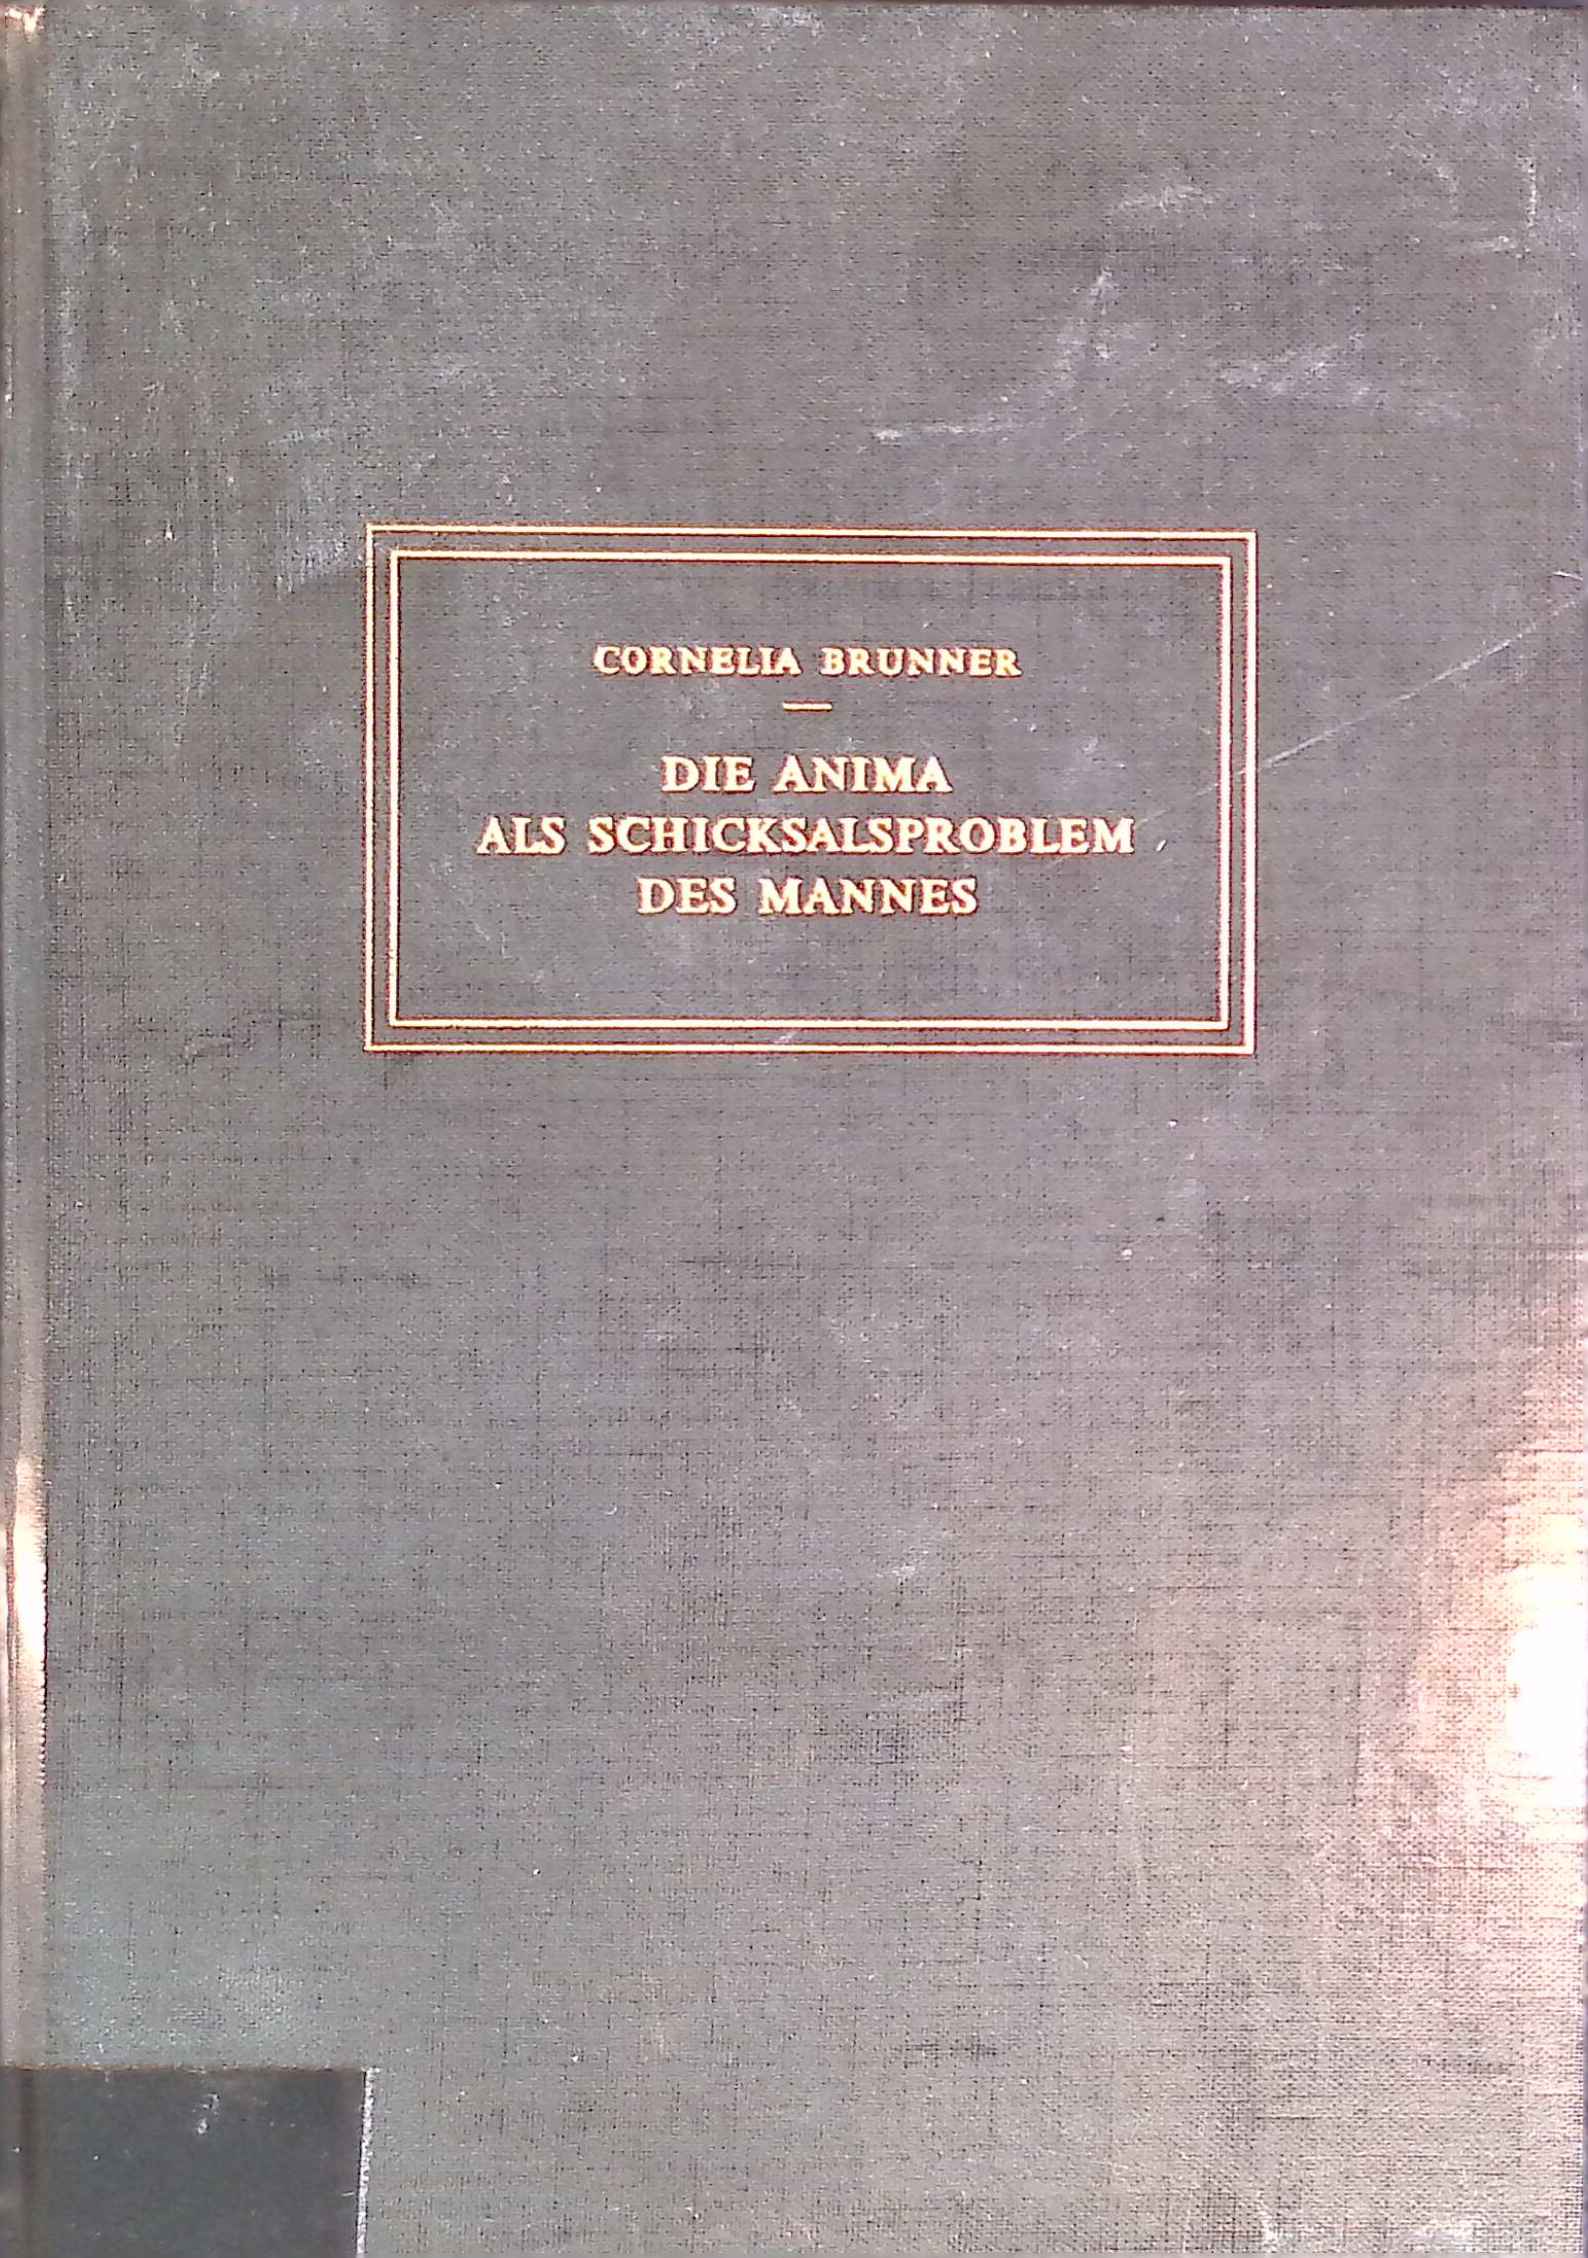 CORNELIA BRUNNER
DIE ANIMA
ALS SCHICKSALSPROBLEM
DES MANNES